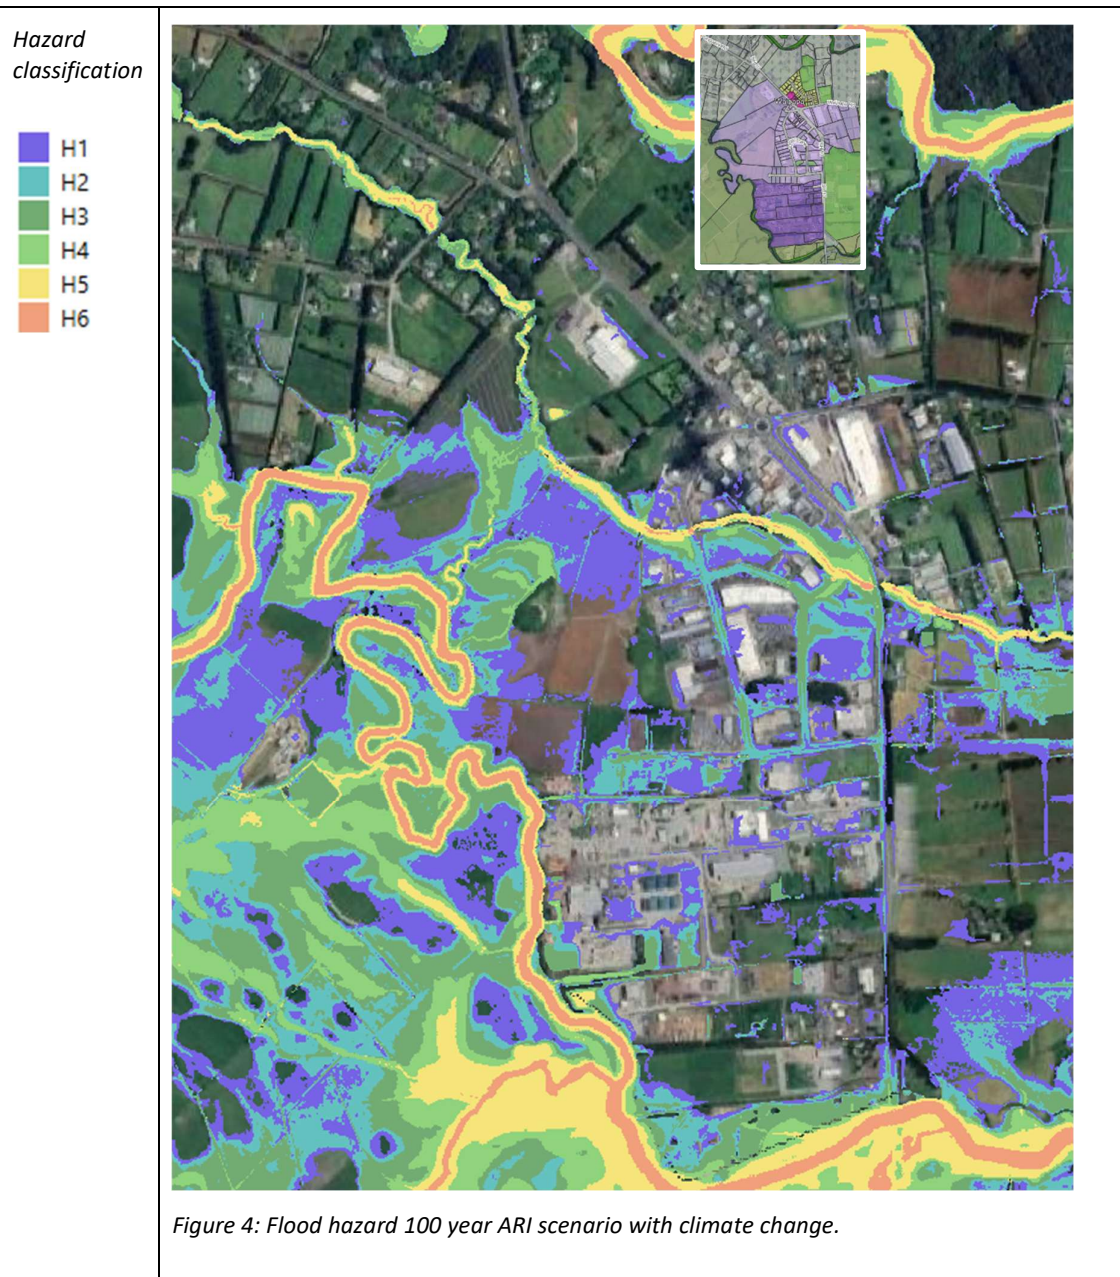 Hazard
classification
H1
H2
H3
H4
H5
H6
Figure 4: Flood hazard 100 year ARI scenario with climate change.